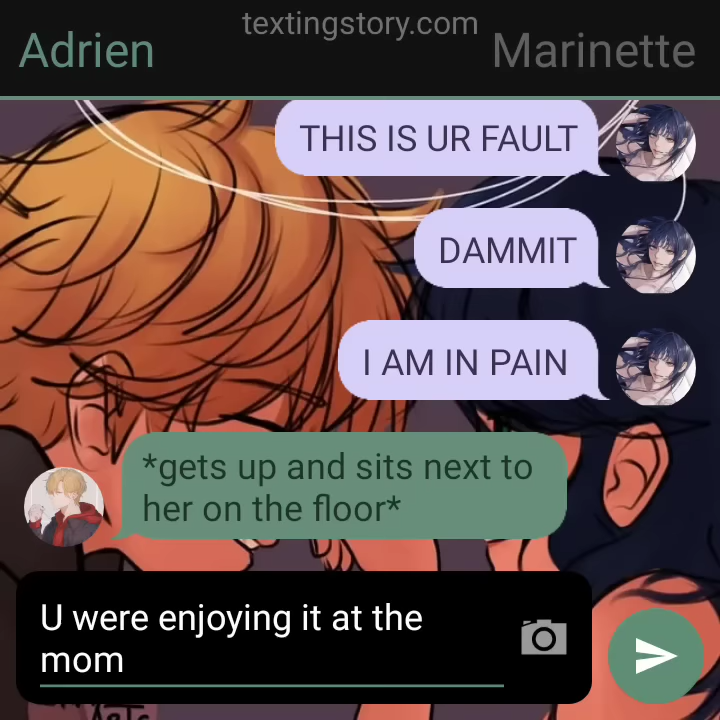 textingstory.com
Adrien
Marinette
THIS IS UR FAULT
DAMMIT
I AM IN PAIN
*gets up and sits next to
her on the floor*
U were enjoying it at the
mom